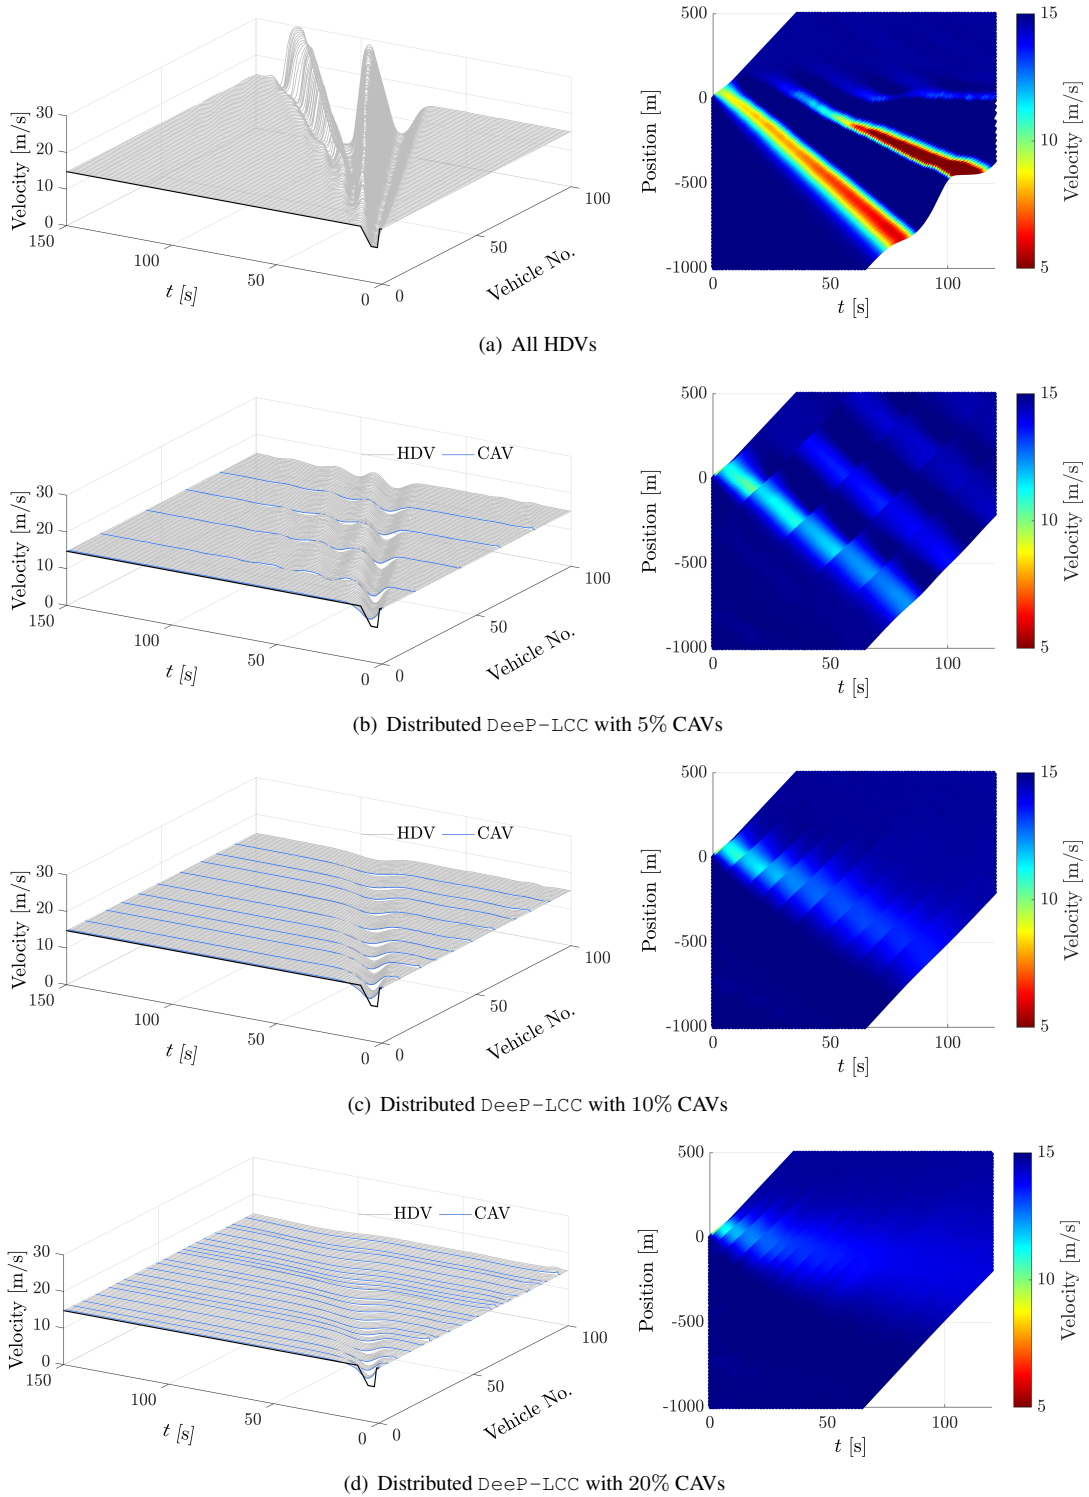 30
20
10
0
Velocity [m/s]
150
100
50
0
t [s]
0
50
100
Vehicle No.
500
0
-500
-1000
Position [m]
0
50
100
t [s]
15
10
5
Velocity [m/s]
(a) All HDVs
HDV CAV
30
20
10
0
Velocity [m/s]
150
100
50
0
t [s]
0
50
100
Vehicle No.
500
0
-500
-1000
Position [m]
0
50
100
t [s]
15
10
5
Velocity [m/s]
(b) Distributed DeeP-LCC with 5% CAVs
HDV CAV
30
20
10
0
Velocity [m/s]
150
100
50
0
t [s]
0
50
100
Vehicle No.
500
0
-500
-1000
Position [m]
0
50
100
t [s]
15
10
5
Velocity [m/s]
(c) Distributed DeeP-LCC with 10% CAVs
HDV CAV
30
20
10
0
Velocity [m/s]
150
100
50
0
t [s]
0
50
100
Vehicle No.
500
0
-500
-1000
Position [m]
0
50
100
t [s]
15
10
5
Velocity [m/s]
(d) Distributed DeeP-LCC with 20% CAVs